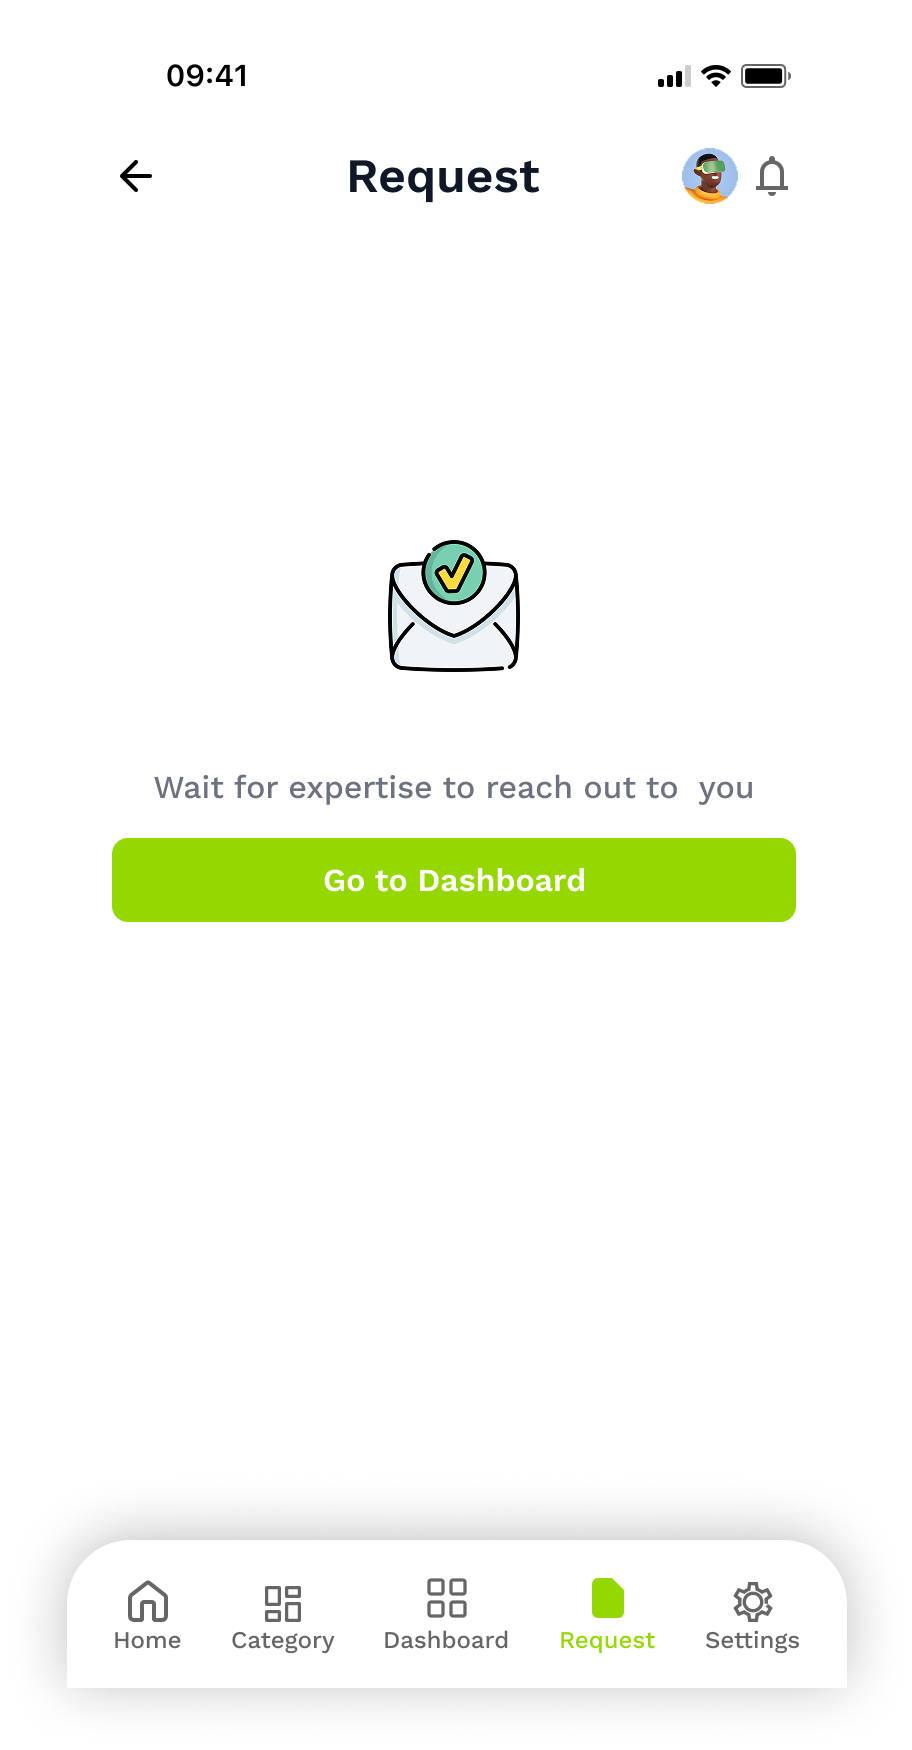 09:41
Request
Wait for expertise to reach out to  you
Go to Dashboard
Home Category Dashboard Request Settings